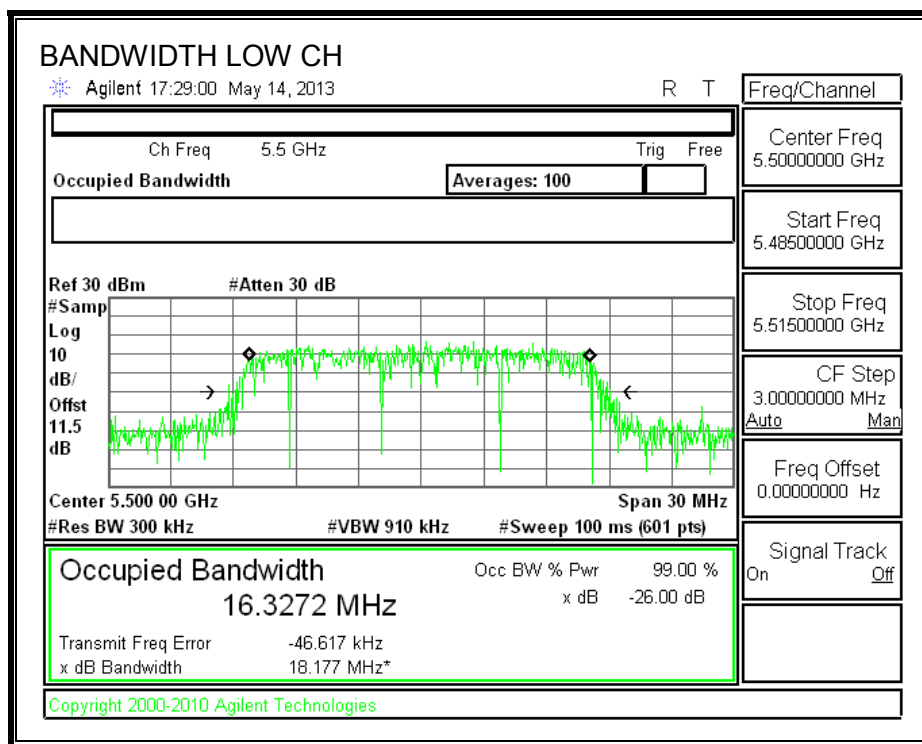 BANDWIDTH LOW CH
Agilent 17:29:00 May 14, 2013 R T
Freq/Channel
Ch Freq 5.5 GHz Trig Free
Occupied Bandwidth Averages: 100
Center Freq
5.50000000 GHz
Start Freq
5.48500000 GHz
Stop Freq
5.51500000 GHz
CF Step
3.00000000 MHz
Auto Man
Freq Offset
0.00000000 Hz
Signal Track
On Off
Ref 30 dBm #Atten 30 dB
#Samp
Log
10
dB/
Offst
11.5
dB
Center 5.500 00 GHz Span 30 MHz
#Res BW 300 kHz #VBW 910 kHz #Sweep 100 ms (601 pts)
Occupied Bandwidth Occ BW % Pwr 99.00 %
16.3272 MHz x dB -26.00 dB
Transmit Freq Error -46.617 kHz
x dB Bandwidth 18.177 MHz*
Copyright 2000-2010 Agilent Technologies